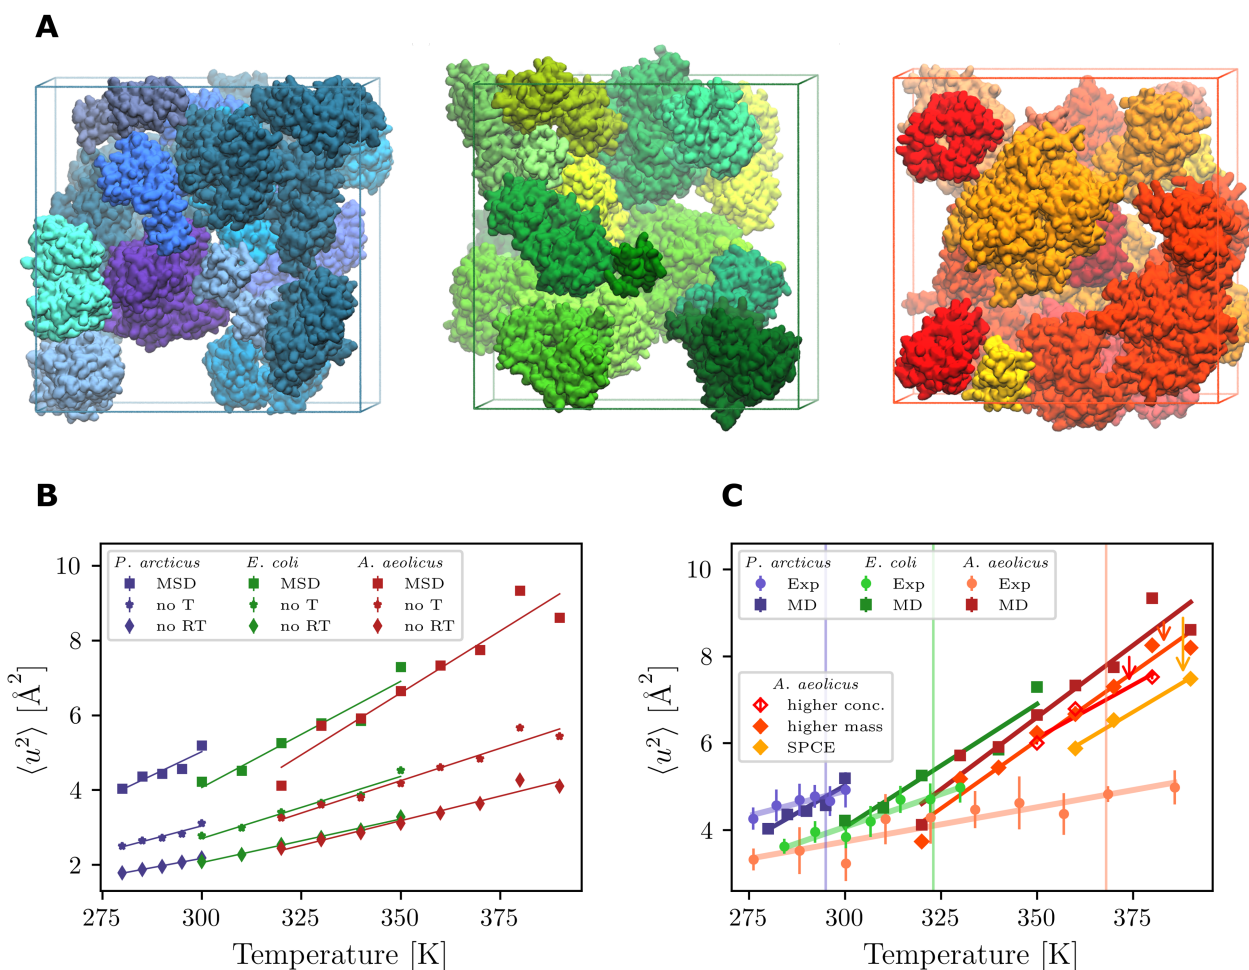 A
B
C
P. arcticus E. coli A. aeolicus
MSD MSD MSD
no T no T no T
no RT no RT no RT
10
8
6
4
2
⟨u²⟩ [Å²]
275 300 325 350 375
Temperature [K]
P. arcticus E. coli A. aeolicus
Exp Exp Exp
MD MD MD
A. aeolicus
higher conc.
higher mass
SPCE
10
8
6
4
⟨u²⟩ [Å²]
275 300 325 350 375
Temperature [K]